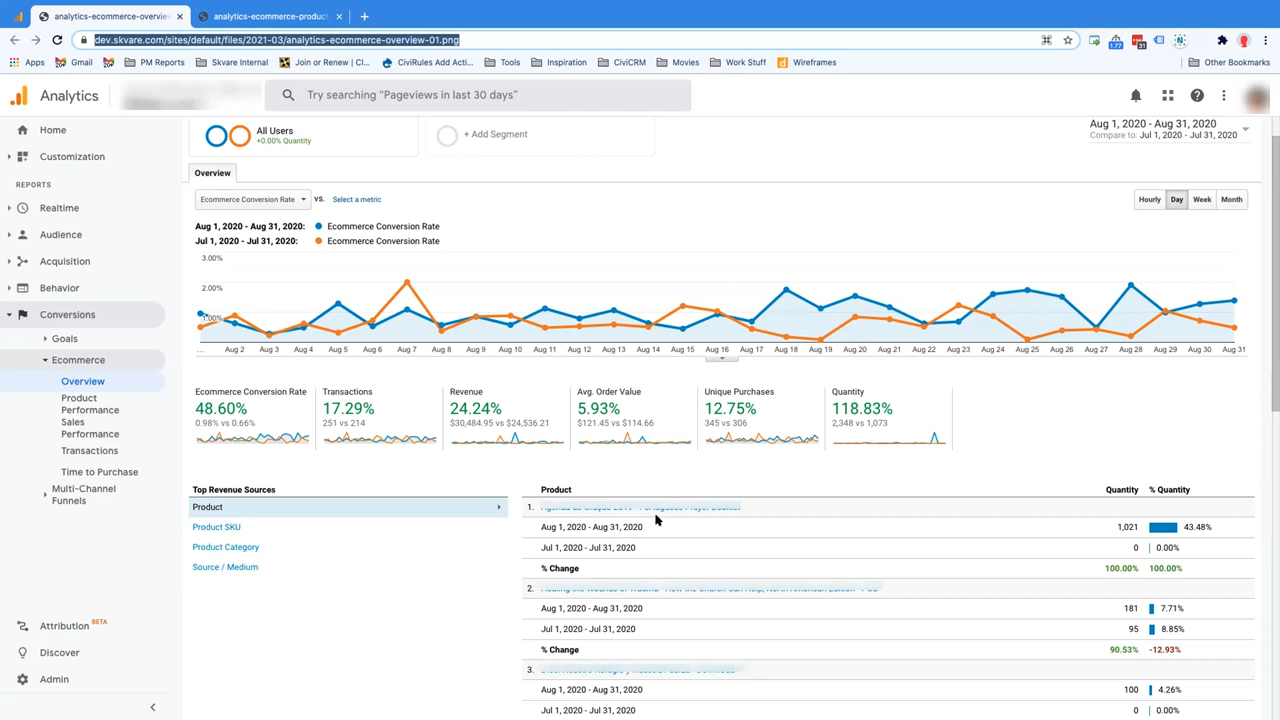 analytics-ecommerce-overvie
analytics-ecommerce-product
dev.skvare.com/sites/default/files/2021-03/analytics-ecommerce-overview-01.png
1.77
31
Apps
Gmail
PM Reports
Skvare Internal
Join or Renew | Cl...
CiviRules Add Acti...
Tools
Inspiration
CiviCRM
Movies
Work Stuff
Wireframes
Other Bookmarks
Analytics
Try searching “Pageviews in last 30 days”
Home
Customization
REPORTS
Realtime
Audience
Acquisition
Behavior
Conversions
Goals
Ecommerce
Overview
Product
Performance
Sales
Performance
Transactions
Time to Purchase
Multi-Channel
Funnels
Attribution BETA
Discover
Admin
All Users
+0.00% Quantity
+ Add Segment
Aug 1, 2020 - Aug 31, 2020
Compare to: Jul 1, 2020 - Jul 31, 2020
Overview
Ecommerce Conversion Rate
VS.
Select a metric
Hourly
Day
Week
Month
Aug 1, 2020 - Aug 31, 2020: Ecommerce Conversion Rate
Jul 1, 2020 - Jul 31, 2020: Ecommerce Conversion Rate
3.00%
2.00%
1.00%
... Aug 2 Aug 3 Aug 4 Aug 5 Aug 6 Aug 7 Aug 8 Aug 9 Aug 10 Aug 11 Aug 12 Aug 13 Aug 14 Aug 15 Aug 16 Aug 17 Aug 18 Aug 19 Aug 20 Aug 21 Aug 22 Aug 23 Aug 24 Aug 25 Aug 26 Aug 27 Aug 28 Aug 29 Aug 30 Aug 31
Ecommerce Conversion Rate
48.60%
0.98% vs 0.66%
Transactions
17.29%
251 vs 214
Revenue
24.24%
$30,484.95 vs $24,536.21
Avg. Order Value
5.93%
$121.45 vs $114.66
Unique Purchases
12.75%
345 vs 306
Quantity
118.83%
2,348 vs 1,073
Top Revenue Sources
Product
Product SKU
Product Category
Source / Medium
Product Quantity % Quantity
1.
Aug 1, 2020 - Aug 31, 2020 1,021 43.48%
Jul 1, 2020 - Jul 31, 2020 0 0.00%
% Change 100.00% 100.00%
2.
Aug 1, 2020 - Aug 31, 2020 181 7.71%
Jul 1, 2020 - Jul 31, 2020 95 8.85%
% Change 90.53% -12.93%
3.
Aug 1, 2020 - Aug 31, 2020 100 4.26%
Jul 1, 2020 - Jul 31, 2020 0 0.00%